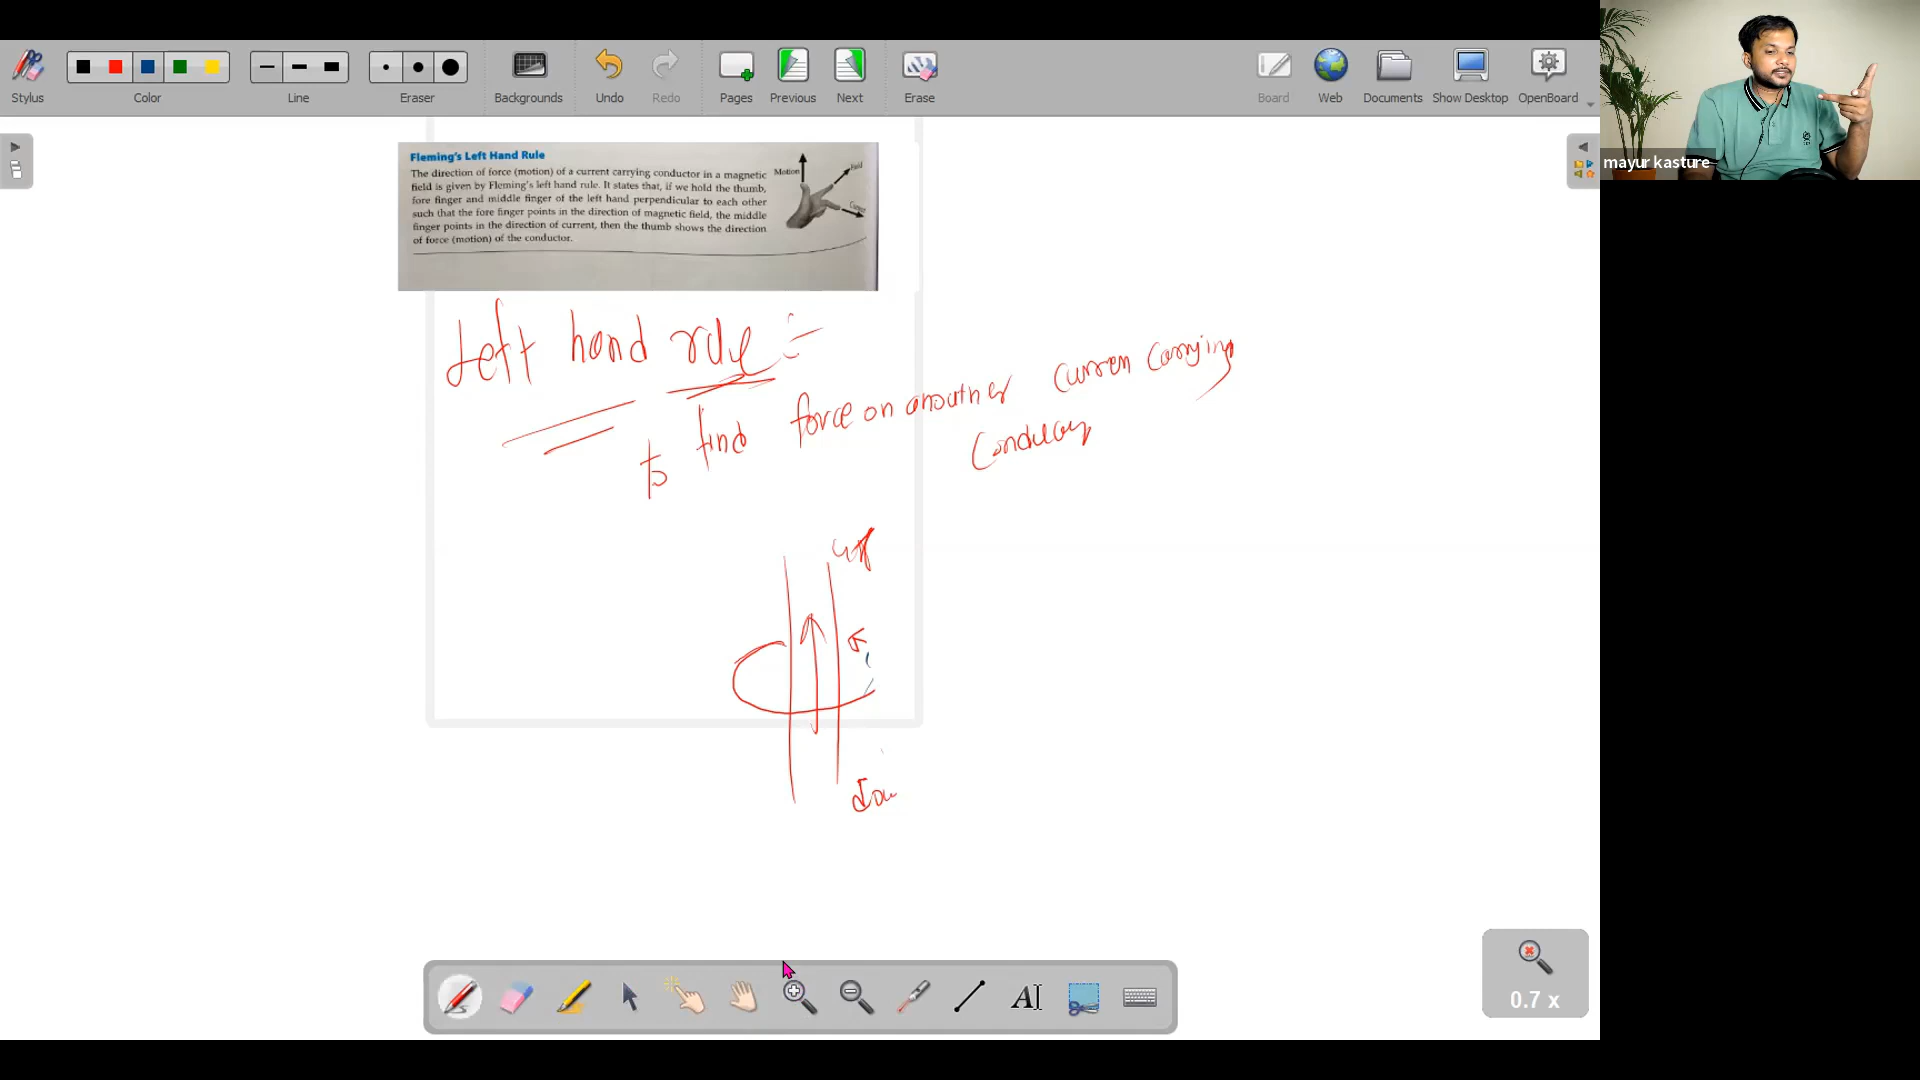 Stylus Color Line Eraser Backgrounds Undo Redo Pages Previous Next Erase Board Web Documents Show Desktop OpenBoard
mayur kasture
Fleming's Left Hand Rule
The direction of force (motion) of a current carrying conductor in a magnetic
field is given by Fleming's left hand rule. It states that, if we hold the thumb,
fore finger and middle finger of the left hand perpendicular to each other
such that the fore finger points in the direction of magnetic field, the middle
finger points in the direction of current, then the thumb shows the direction
of force (motion) of the conductor.
Motion
Field
Current
Left hand rule :-
to find force on anouther curren carrying
up
0.7 x